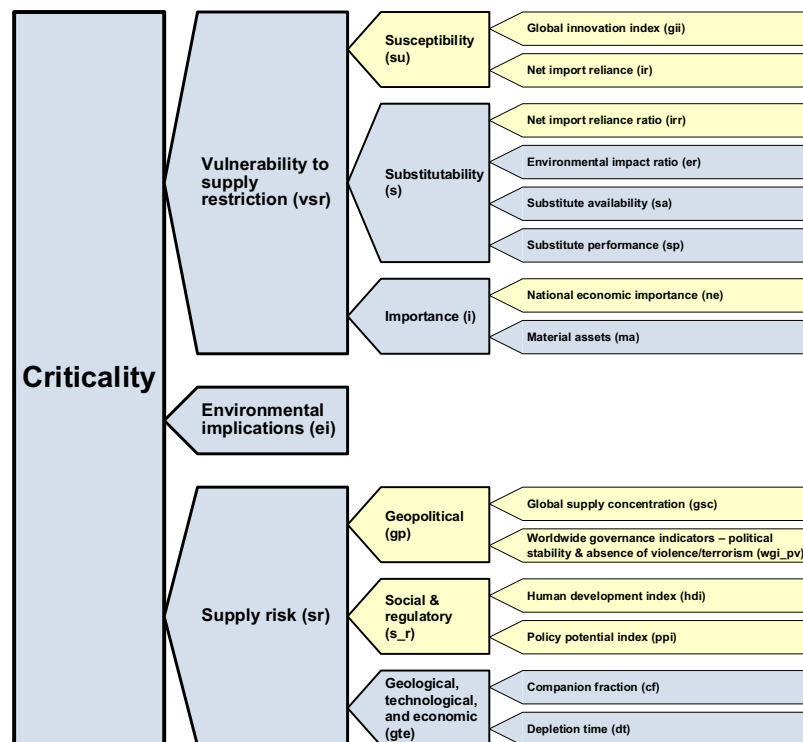 Criticality
Vulnerability to
supply
restriction (vsr)
Susceptibility
(su)
Global innovation index (gii)
Net import reliance (ir)
Substitutability
(s)
Net import reliance ratio (irr)
Environmental impact ratio (er)
Substitute availability (sa)
Substitute performance (sp)
Importance (i)
National economic importance (ne)
Material assets (ma)
Environmental
implications (ei)
Supply risk (sr)
Geopolitical
(gp)
Global supply concentration (gsc)
Worldwide governance indicators – political
stability & absence of violence/terrorism (wgi_pv)
Social &
regulatory
(s_r)
Human development index (hdi)
Policy potential index (ppi)
Geological,
technological,
and economic
(gte)
Companion fraction (cf)
Depletion time (dt)